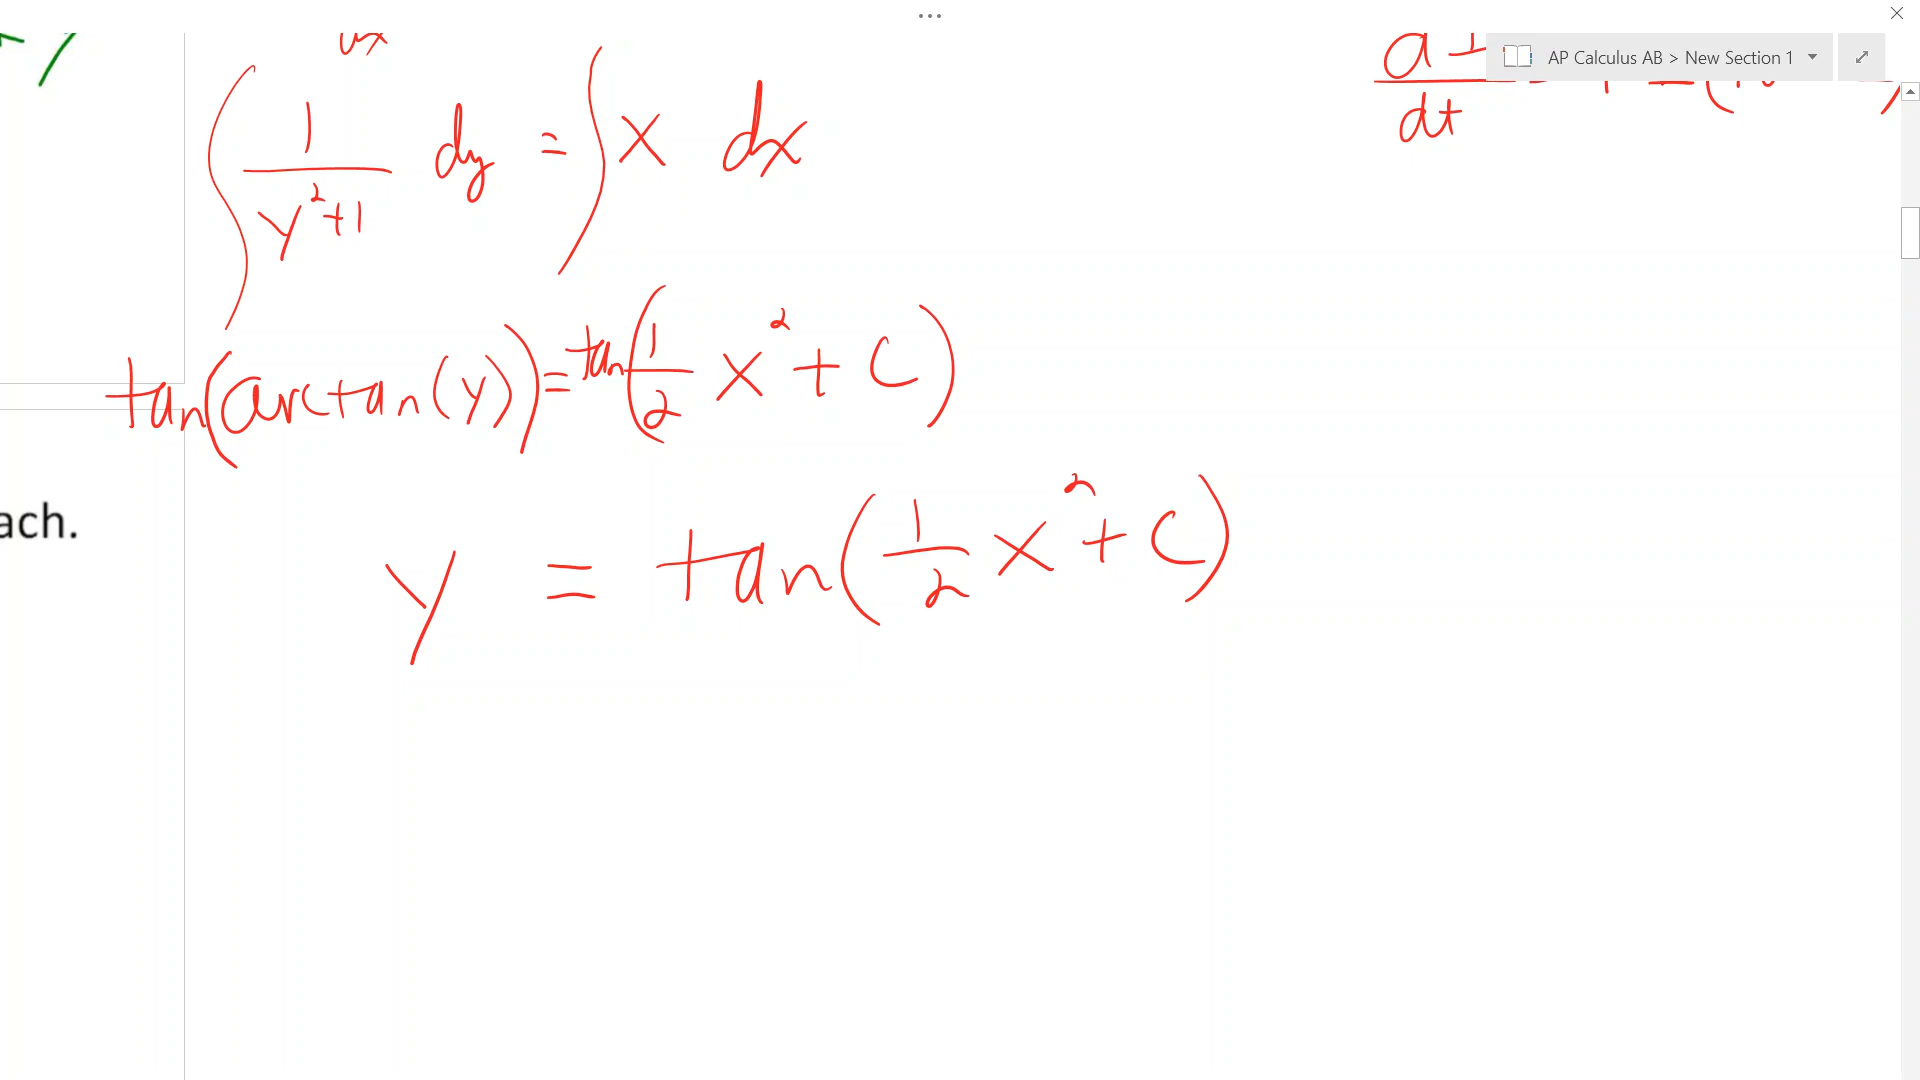 AP Calculus AB > New Section 1
dx
∫ 1/(y²+1) dy = ∫ x dx
dt
tan(arctan(y)) = tan(1/2 x² + C)
ach.
y = tan(1/2 x² + C)